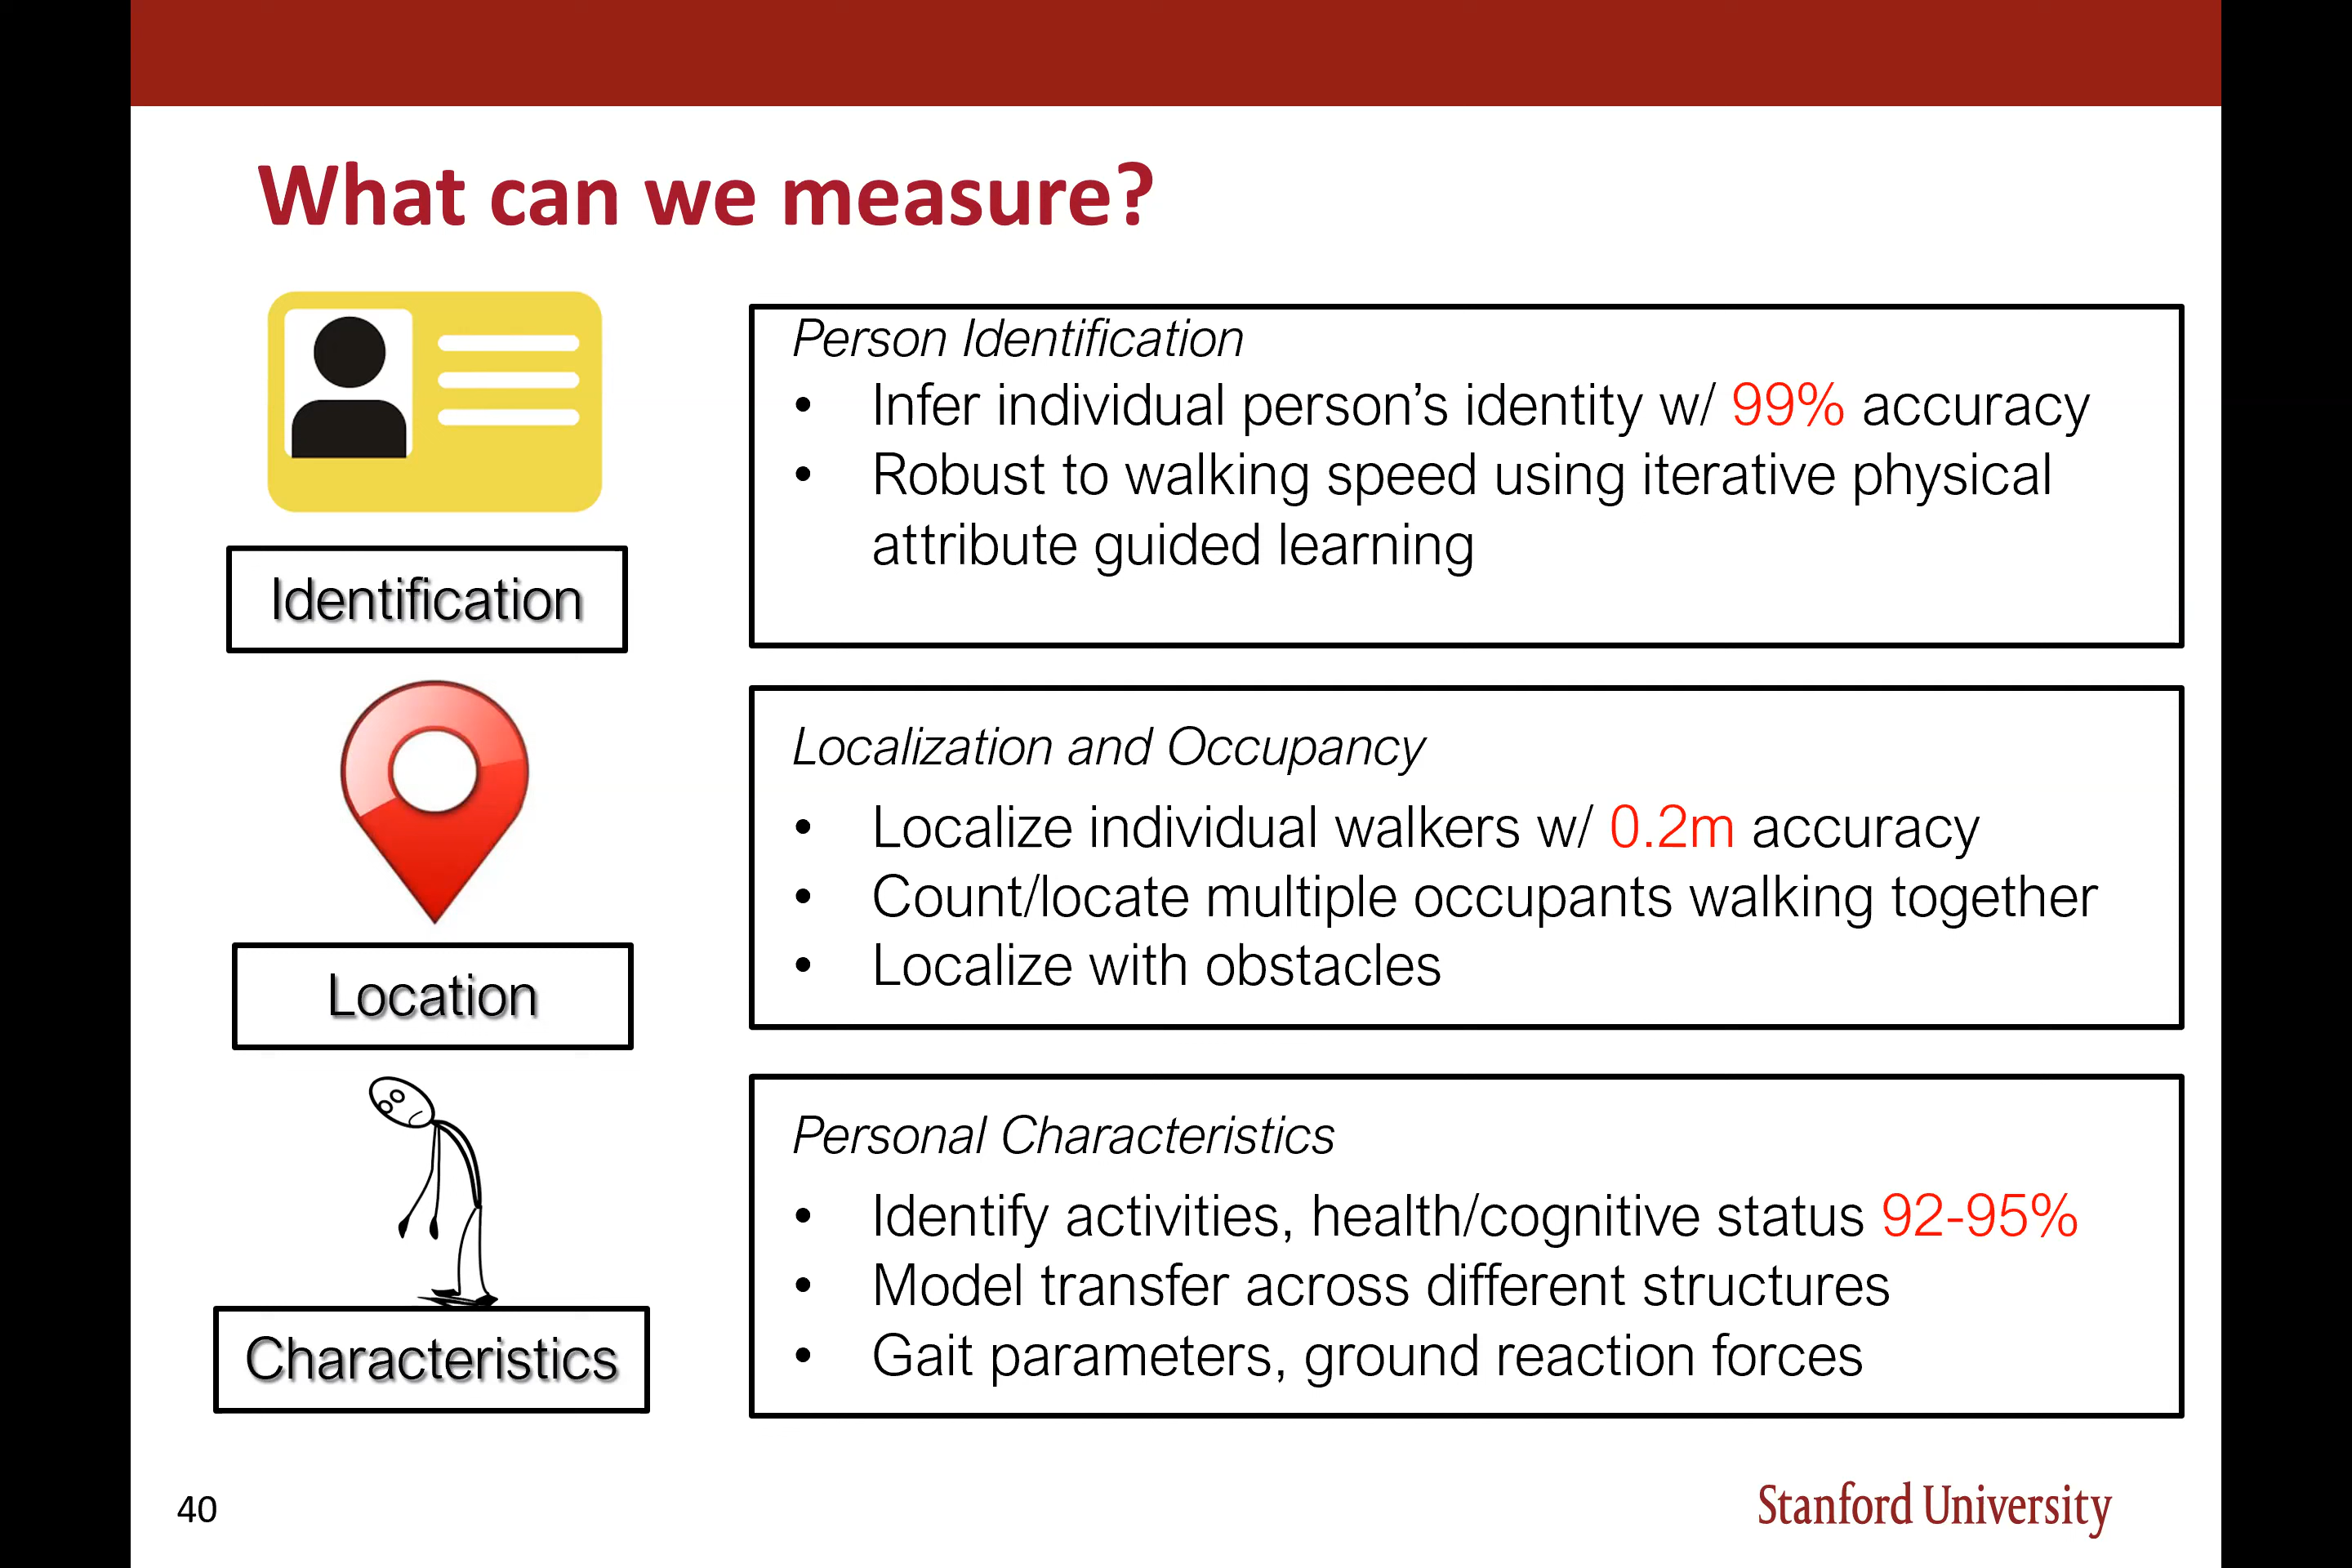 What can we measure?
Identification
Person Identification
• Infer individual person’s identity w/ 99% accuracy
• Robust to walking speed using iterative physical
attribute guided learning
Location
Localization and Occupancy
• Localize individual walkers w/ 0.2m accuracy
• Count/locate multiple occupants walking together
• Localize with obstacles
Characteristics
Personal Characteristics
• Identify activities, health/cognitive status 92-95%
• Model transfer across different structures
• Gait parameters, ground reaction forces
40
Stanford University